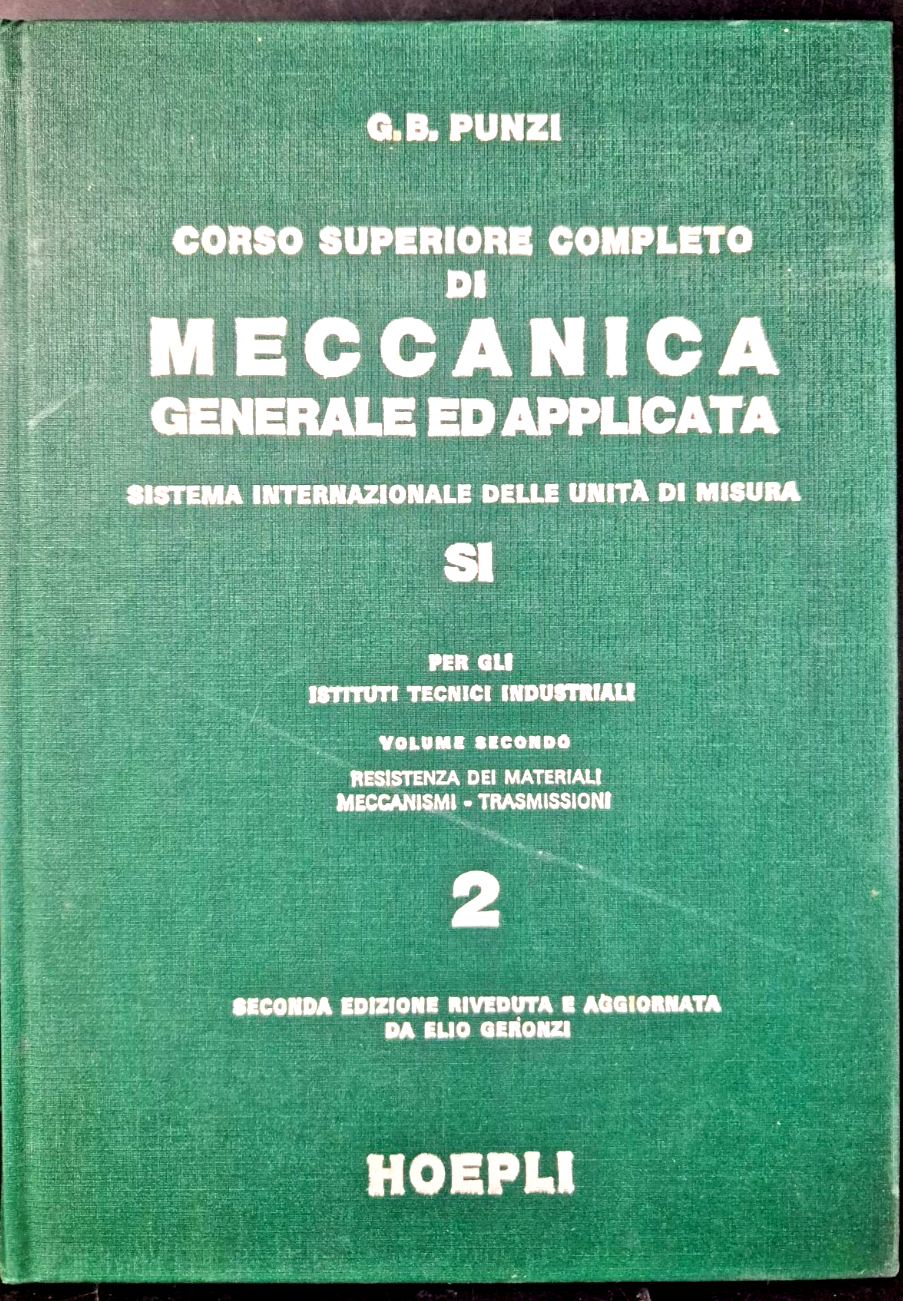 G.B. PUNZI
CORSO SUPERIORE COMPLETO
DI
MECCANICA
GENERALE ED APPLICATA
SISTEMA INTERNAZIONALE DELLE UNITÀ DI MISURA
SI
PER GLI
ISTITUTI TECNICI INDUSTRIALI
VOLUME SECONDO
RESISTENZA DEI MATERIALI
MECCANISMI - TRASMISSIONI
2
SECONDA EDIZIONE RIVEDUTA E AGGIORNATA
DA ELIO GERONZI
HOEPLI